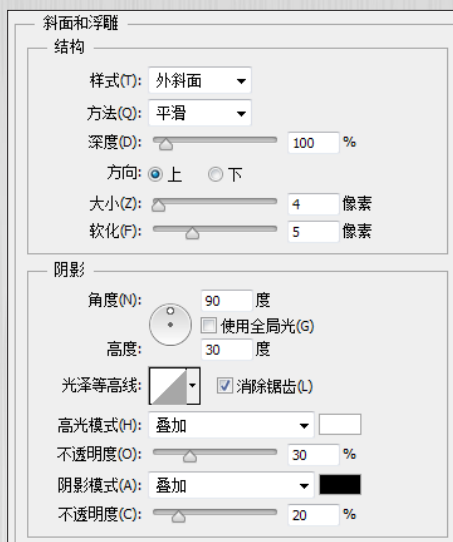 斜面和浮雕
结构
样式(T): 外斜面
方法(Q): 平滑
深度(D): 100 %
方向: 上 下
大小(Z): 4 像素
软化(F): 5 像素
阴影
角度(N): 90 度
使用全局光(G)
高度: 30 度
光泽等高线: 消除锯齿(L)
高光模式(H): 叠加
不透明度(O): 30 %
阴影模式(A): 叠加
不透明度(C): 20 %